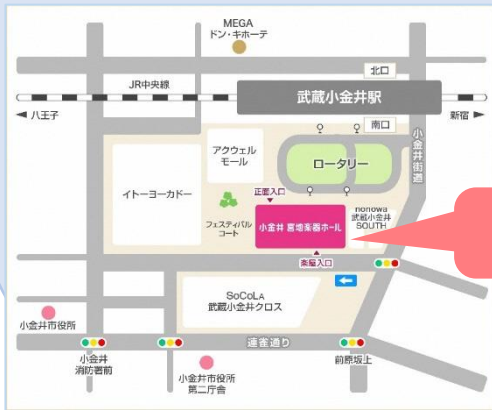 MEGA
ドン・キホーテ
北口
JR中央線
武蔵小金井駅
◀ 八王子
新宿 ▶
南口
小金井街道
アクウェル
モール
ロータリー
イトーヨーカドー
正面入口
フェスティバル
コート
小金井 宮地楽器ホール
nonowa
武蔵小金井
SOUTH
楽屋入口
SoCoLA
武蔵小金井クロス
小金井市役所
連雀通り
小金井
消防署前
前原坂上
小金井市役所
第二庁舎